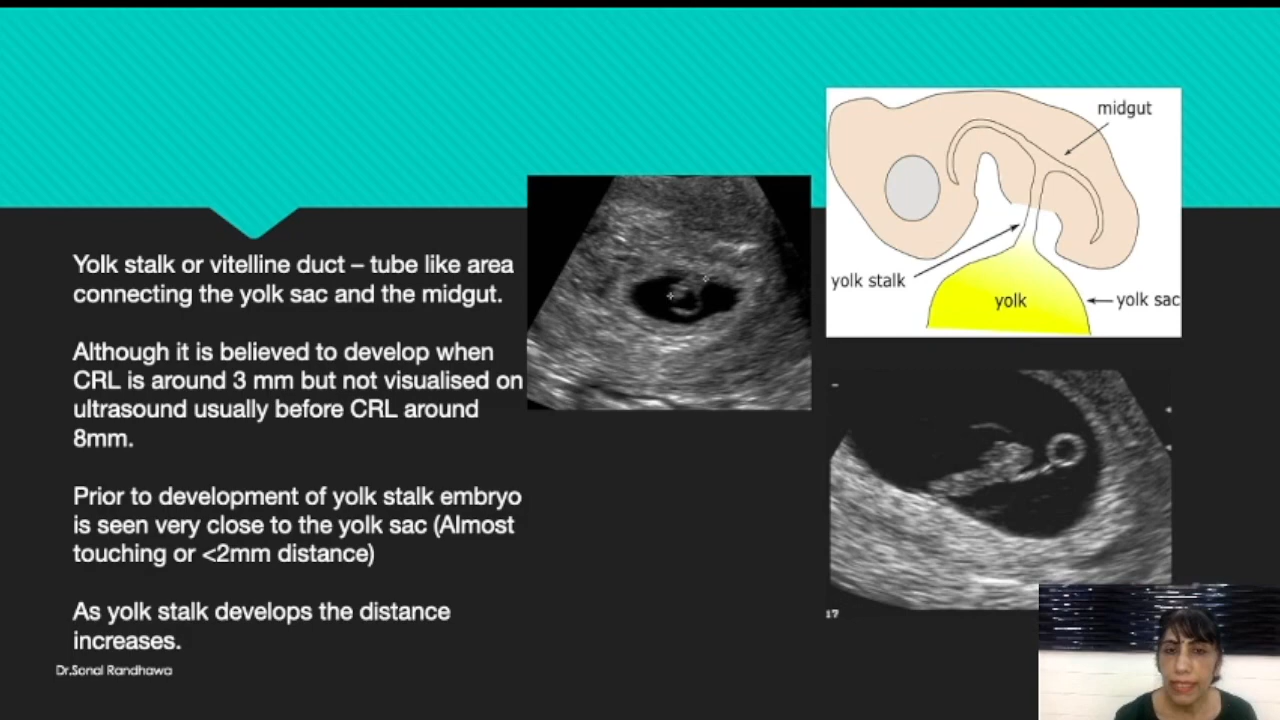 Yolk stalk or vitelline duct – tube like area
connecting the yolk sac and the midgut.
Although it is believed to develop when
CRL is around 3 mm but not visualised on
ultrasound usually before CRL around
8mm.
Prior to development of yolk stalk embryo
is seen very close to the yolk sac (Almost
touching or <2mm distance)
As yolk stalk develops the distance
increases.
Dr.Sonal Randhawa
midgut
yolk stalk
yolk
yolk sac
17